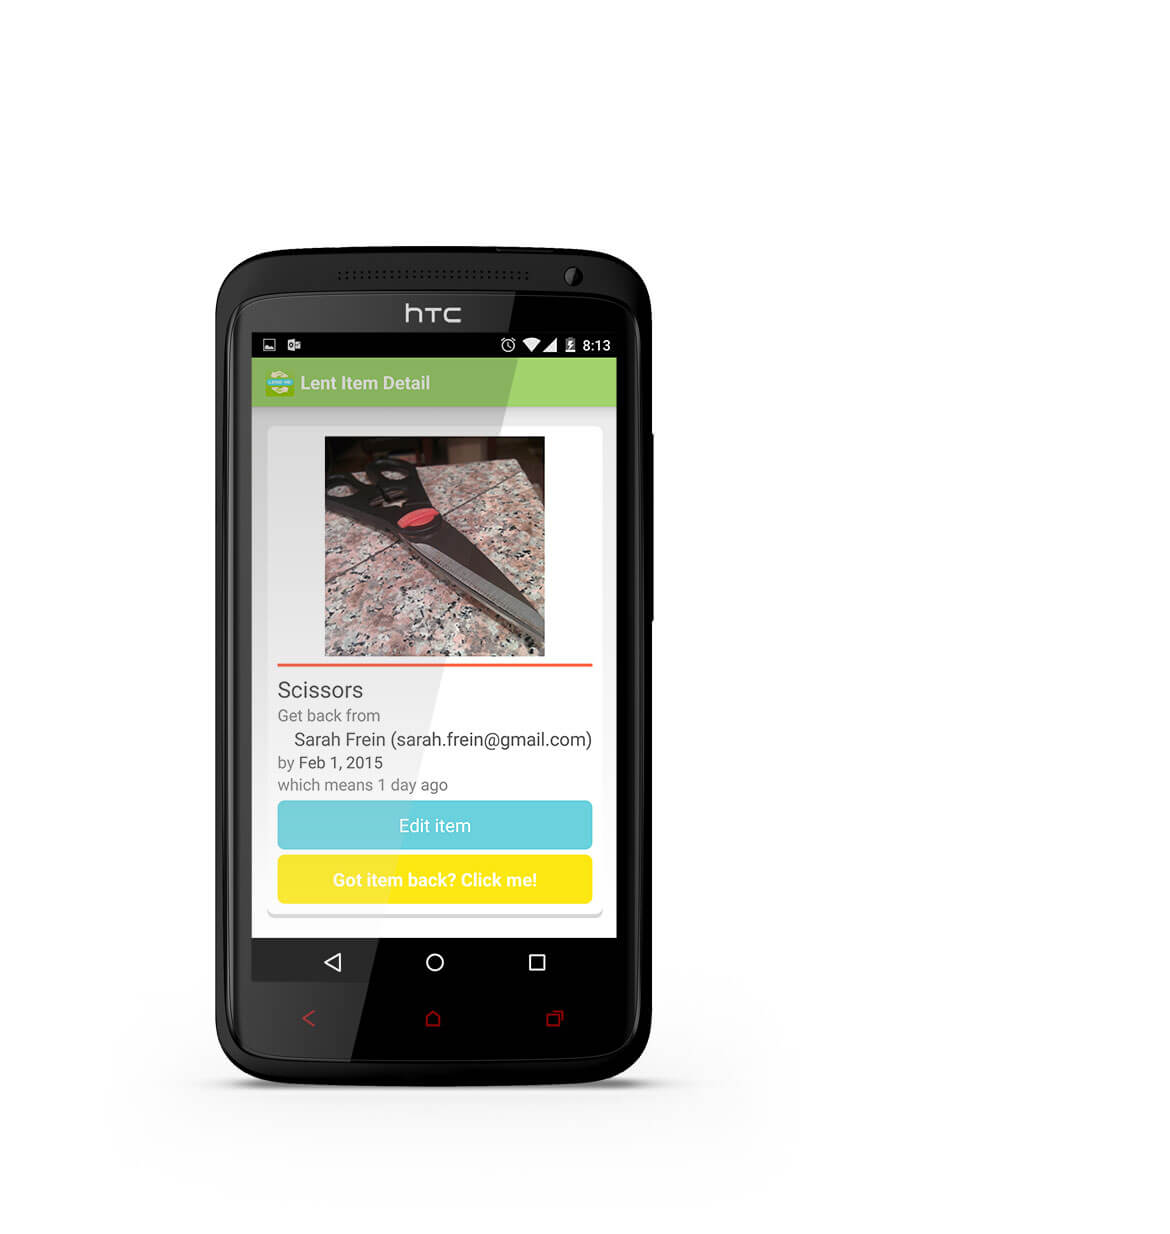 hTC
8:13
Lent Item Detail
Scissors
Get back from
Sarah Frein (sarah.frein@gmail.com)
by Feb 1, 2015
which means 1 day ago
Edit item
Got item back? Click me!